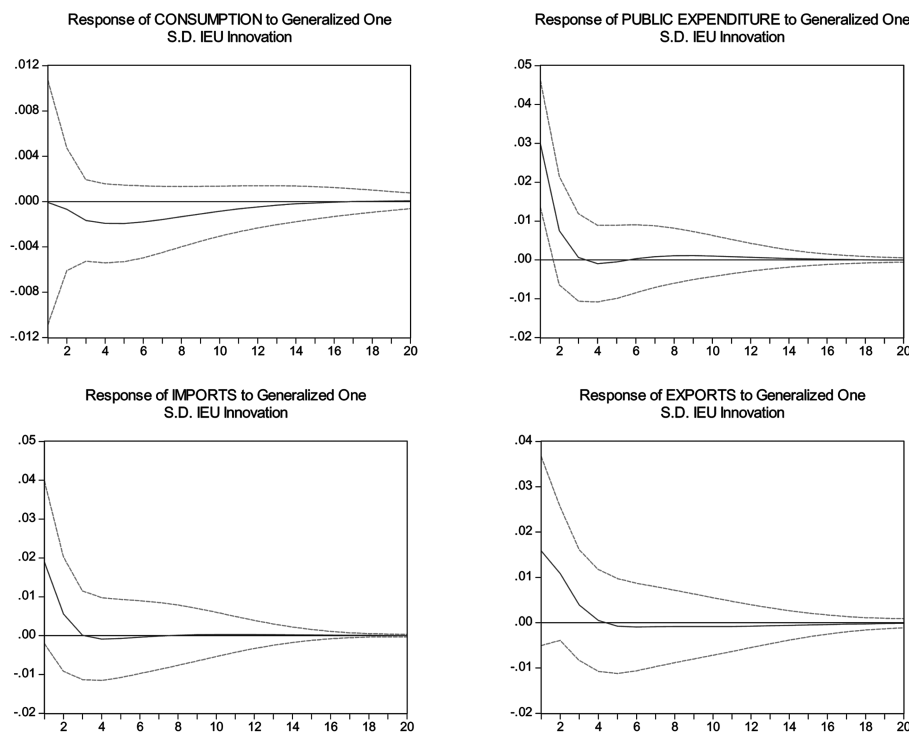 Response of CONSUMPTION to Generalized One
S.D. IEU Innovation
.012
.008
.004
.000
-.004
-.008
-.012
2 4 6 8 10 12 14 16 18 20
Response of PUBLIC EXPENDITURE to Generalized One
S.D. IEU Innovation
.05
.04
.03
.02
.01
.00
-.01
-.02
2 4 6 8 10 12 14 16 18 20
Response of IMPORTS to Generalized One
S.D. IEU Innovation
.05
.04
.03
.02
.01
.00
-.01
-.02
2 4 6 8 10 12 14 16 18 20
Response of EXPORTS to Generalized One
S.D. IEU Innovation
.04
.03
.02
.01
.00
-.01
-.02
2 4 6 8 10 12 14 16 18 20